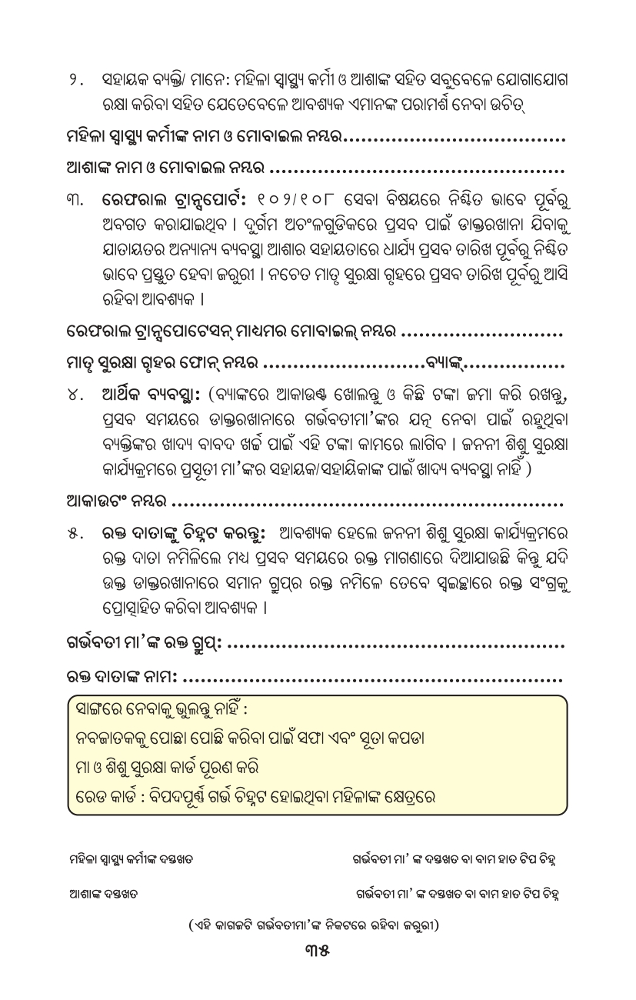 ୨. ସହାୟକ ବ୍ୟକ୍ତି/ ମାନେ: ମହିଳା ସ୍ୱାସ୍ଥ୍ୟ କର୍ମୀ ଓ ଆଶାଙ୍କ ସହିତ ସବୁବେଳେ ଯୋଗାଯୋଗ
ରକ୍ଷା କରିବା ସହିତ ଯେତେବେଳେ ଆବଶ୍ୟକ ଏମାନଙ୍କ ପରାମର୍ଶ ନେବା ଉଚିତ୍
ମହିଳା ସ୍ୱାସ୍ଥ୍ୟ କର୍ମୀଙ୍କ ନାମ ଓ ମୋବାଇଲ ନମ୍ଭର.....................................
ଆଶାଙ୍କ ନାମ ଓ ମୋବାଇଲ ନମ୍ଭର .................................................
୩. ରେଫରାଲ ଟ୍ରାନ୍ସପୋର୍ଟ: ୧୦୨/୧୦୮ ସେବା ବିଷୟରେ ନିଶ୍ଚିତ ଭାବେ ପୂର୍ବରୁ
ଅବଗତ କରାଯାଇଥିବ । ଦୁର୍ଗମ ଅଚଂଳଗୁଡିକରେ ପ୍ରସବ ପାଇଁ ଡାକ୍ତରଖାନା ଯିବାକୁ
ଯାତାୟତର ଅନ୍ୟାନ୍ୟ ବ୍ୟବସ୍ଥା ଆଶାର ସହାୟତାରେ ଧାର୍ଯ୍ୟ ପ୍ରସବ ତାରିଖ ପୂର୍ବରୁ ନିଶ୍ଚିତ
ଭାବେ ପ୍ରସ୍ତୁତ ହେବା ଜରୁରୀ । ନଚେତ ମାତୃ ସୁରକ୍ଷା ଗୃହରେ ପ୍ରସବ ତାରିଖ ପୂର୍ବରୁ ଆସି
ରହିବା ଆବଶ୍ୟକ ।
ରେଫରାଲ ଟ୍ରାନ୍ସପୋଟେସନ୍ ମାଧ୍ୟମର ମୋବାଇଲ୍ ନମ୍ଭର ...........................
ମାତୃ ସୁରକ୍ଷା ଗୃହର ଫୋନ୍ ନମ୍ଭର ...........................ବ୍ୟାଙ୍କ୍.................
୪. ଆର୍ଥିକ ବ୍ୟବସ୍ଥା: (ବ୍ୟାଙ୍କରେ ଆକାଉଣ୍ଟ ଖୋଲନ୍ତୁ ଓ କିଛି ଟଙ୍କା ଜମା କରି ରଖନ୍ତୁ,
ପ୍ରସବ ସମୟରେ ଡାକ୍ତରଖାନାରେ ଗର୍ଭବତୀମା’ଙ୍କର ଯତ୍ନ ନେବା ପାଇଁ ରହୁଥିବା
ବ୍ୟକ୍ତିଙ୍କର ଖାଦ୍ୟ ବାବଦ ଖର୍ଚ୍ଚ ପାଇଁ ଏହି ଟଙ୍କା କାମରେ ଲାଗିବ । ଜନନୀ ଶିଶୁ ସୁରକ୍ଷା
କାର୍ଯ୍ୟକ୍ରମରେ ପ୍ରସୂତୀ ମା’ଙ୍କର ସହାୟକ/ସହାୟିକାଙ୍କ ପାଇଁ ଖାଦ୍ୟ ବ୍ୟବସ୍ଥା ନାହିଁ )
ଆକାଉଟଂ ନମ୍ଭର .................................................................
୫. ରକ୍ତ ଦାତାଙ୍କୁ ଚିହ୍ନଟ କରନ୍ତୁ: ଆବଶ୍ୟକ ହେଲେ ଜନନୀ ଶିଶୁ ସୁରକ୍ଷା କାର୍ଯ୍ୟକ୍ରମରେ
ରକ୍ତ ଦାତା ନମିଳିଲେ ମଧ୍ୟ ପ୍ରସବ ସମୟରେ ରକ୍ତ ମାଗଣାରେ ଦିଆଯାଉଛି କିନ୍ତୁ ଯଦି
ଉକ୍ତ ଡାକ୍ତରଖାନାରେ ସମାନ ଗ୍ରୁପ୍‌ର ରକ୍ତ ନମିଳେ ତେବେ ସ୍ୱଇଚ୍ଛାରେ ରକ୍ତ ସଂଗ୍ରକୁ
ପ୍ରୋତ୍ସାହିତ କରିବା ଆବଶ୍ୟକ ।
ଗର୍ଭବତୀ ମା’ଙ୍କ ରକ୍ତ ଗ୍ରୁପ୍: ........................................................
ରକ୍ତ ଦାତାଙ୍କ ନାମ: ...............................................................
ସାଙ୍ଗରେ ନେବାକୁ ଭୁଲନ୍ତୁ ନାହିଁ :
ନବଜାତକକୁ ପୋଛା ପୋଛି କରିବା ପାଇଁ ସଫା ଏବଂ ସୂତା କପଡା
ମା ଓ ଶିଶୁ ସୁରକ୍ଷା କାର୍ଡ ପୂରଣ କରି
ରେଡ କାର୍ଡ : ବିପଦପୂର୍ଣ୍ଣ ଗର୍ଭ ଚିହ୍ନଟ ହୋଇଥିବା ମହିଳାଙ୍କ କ୍ଷେତ୍ରରେ
ମହିଳା ସ୍ୱାସ୍ଥ୍ୟ କର୍ମୀଙ୍କ ଦସ୍ତଖତ ଗର୍ଭବତୀ ମା’ ଙ୍କ ଦସ୍ତଖତ ବା ବାମ ହାତ ଟିପ ଚିହ୍ନ
ଆଶାଙ୍କ ଦସ୍ତଖତ ଗର୍ଭବତୀ ମା’ ଙ୍କ ଦସ୍ତଖତ ବା ବାମ ହାତ ଟିପ ଚିହ୍ନ
(ଏହି କାଗଜଟି ଗର୍ଭବତୀମା’ଙ୍କ ନିକଟରେ ରହିବା ଜରୁରୀ)
୩୫